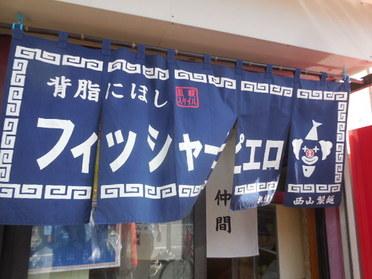 背脂にぼし
フィッシャーピエロ
仲間
西山製麺